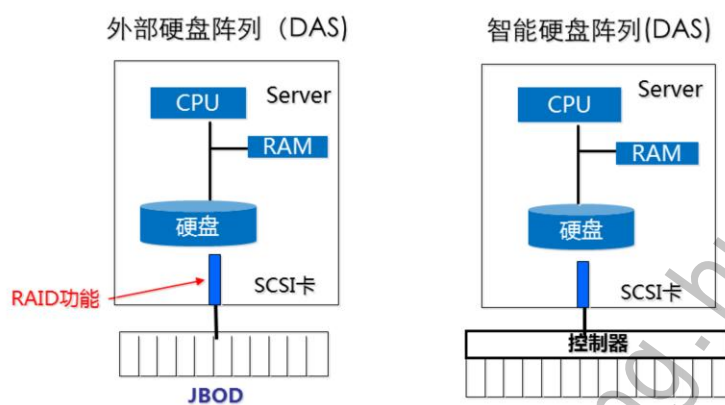 外部硬盘阵列（DAS)
CPU
Server
RAM
硬盘
RAID功能
SCSI卡
JBOD
智能硬盘阵列(DAS)
CPU
Server
RAM
硬盘
SCSI卡
控制器